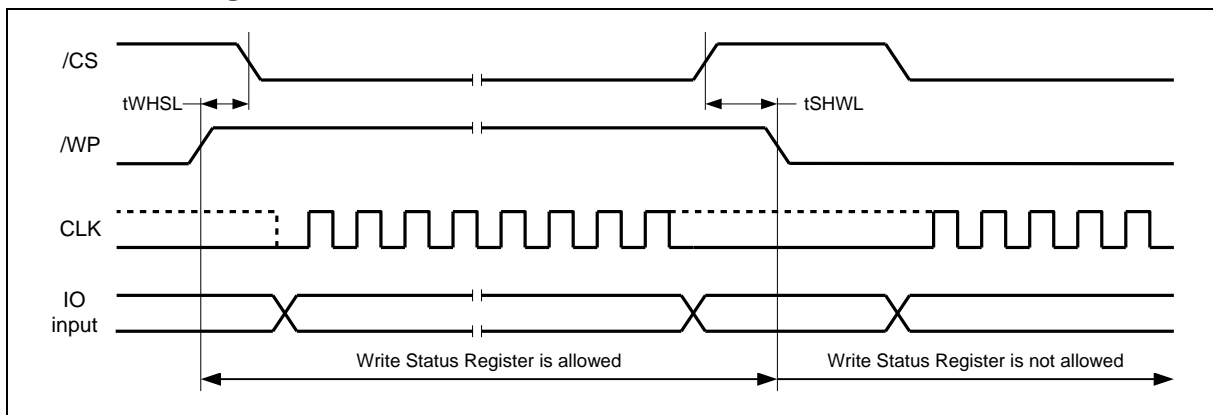 /CS
tWHSL
tSHWL
/WP
CLK
IO
input
Write Status Register is allowed
Write Status Register is not allowed